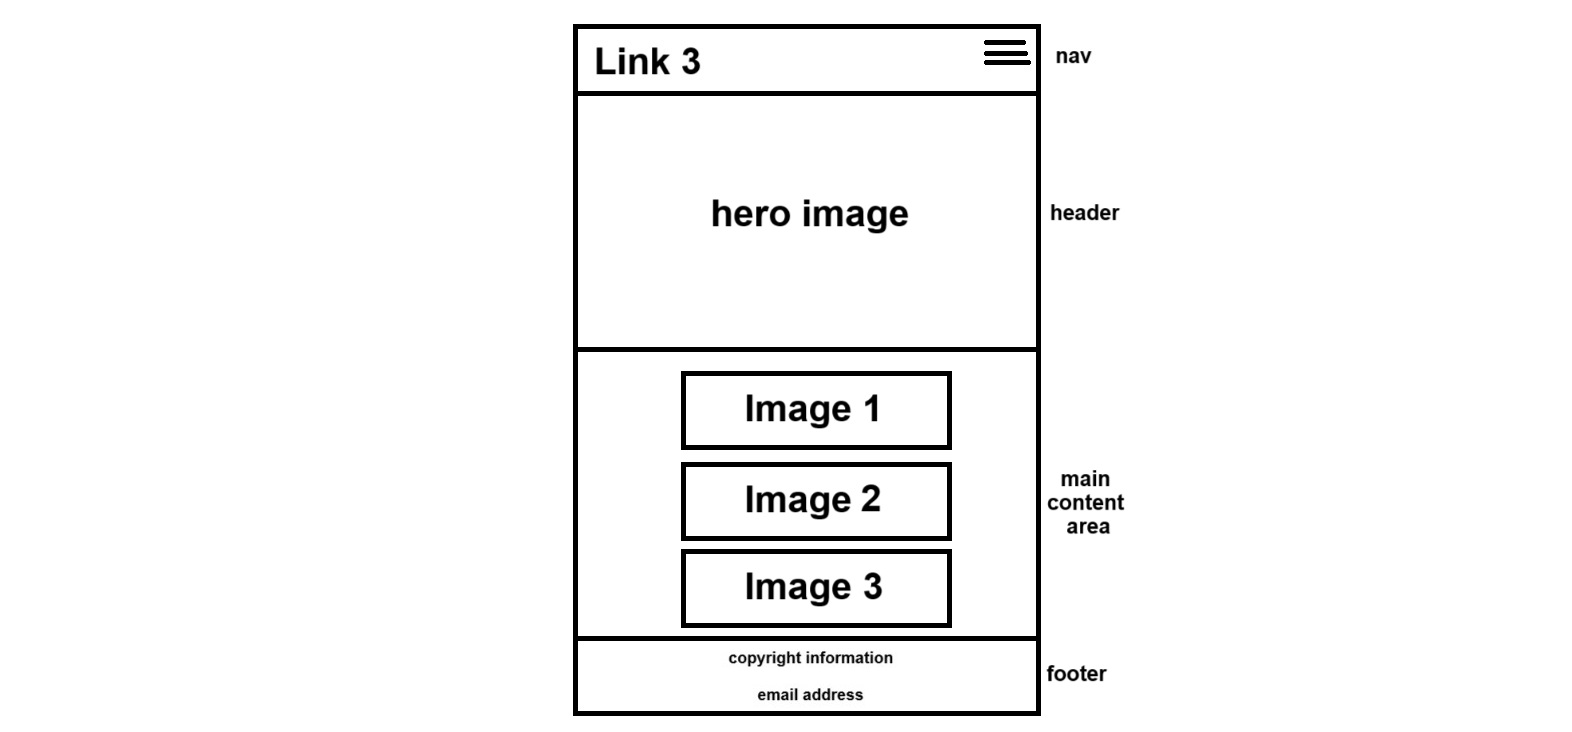 Link 3
nav
hero image
header
Image 1
Image 2
Image 3
main
content
area
copyright information
email address
footer